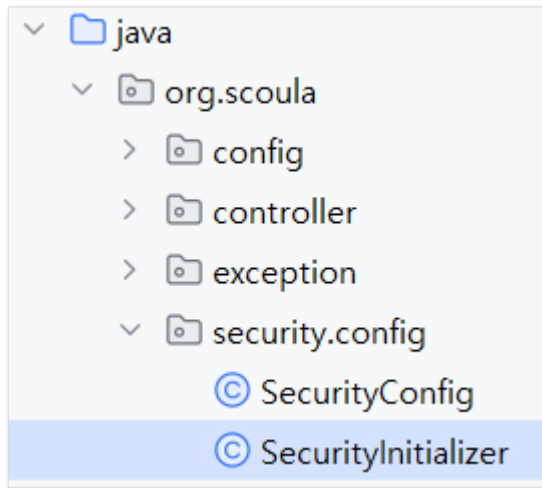 java
org.scoula
config
controller
exception
security.config
SecurityConfig
SecurityInitializer